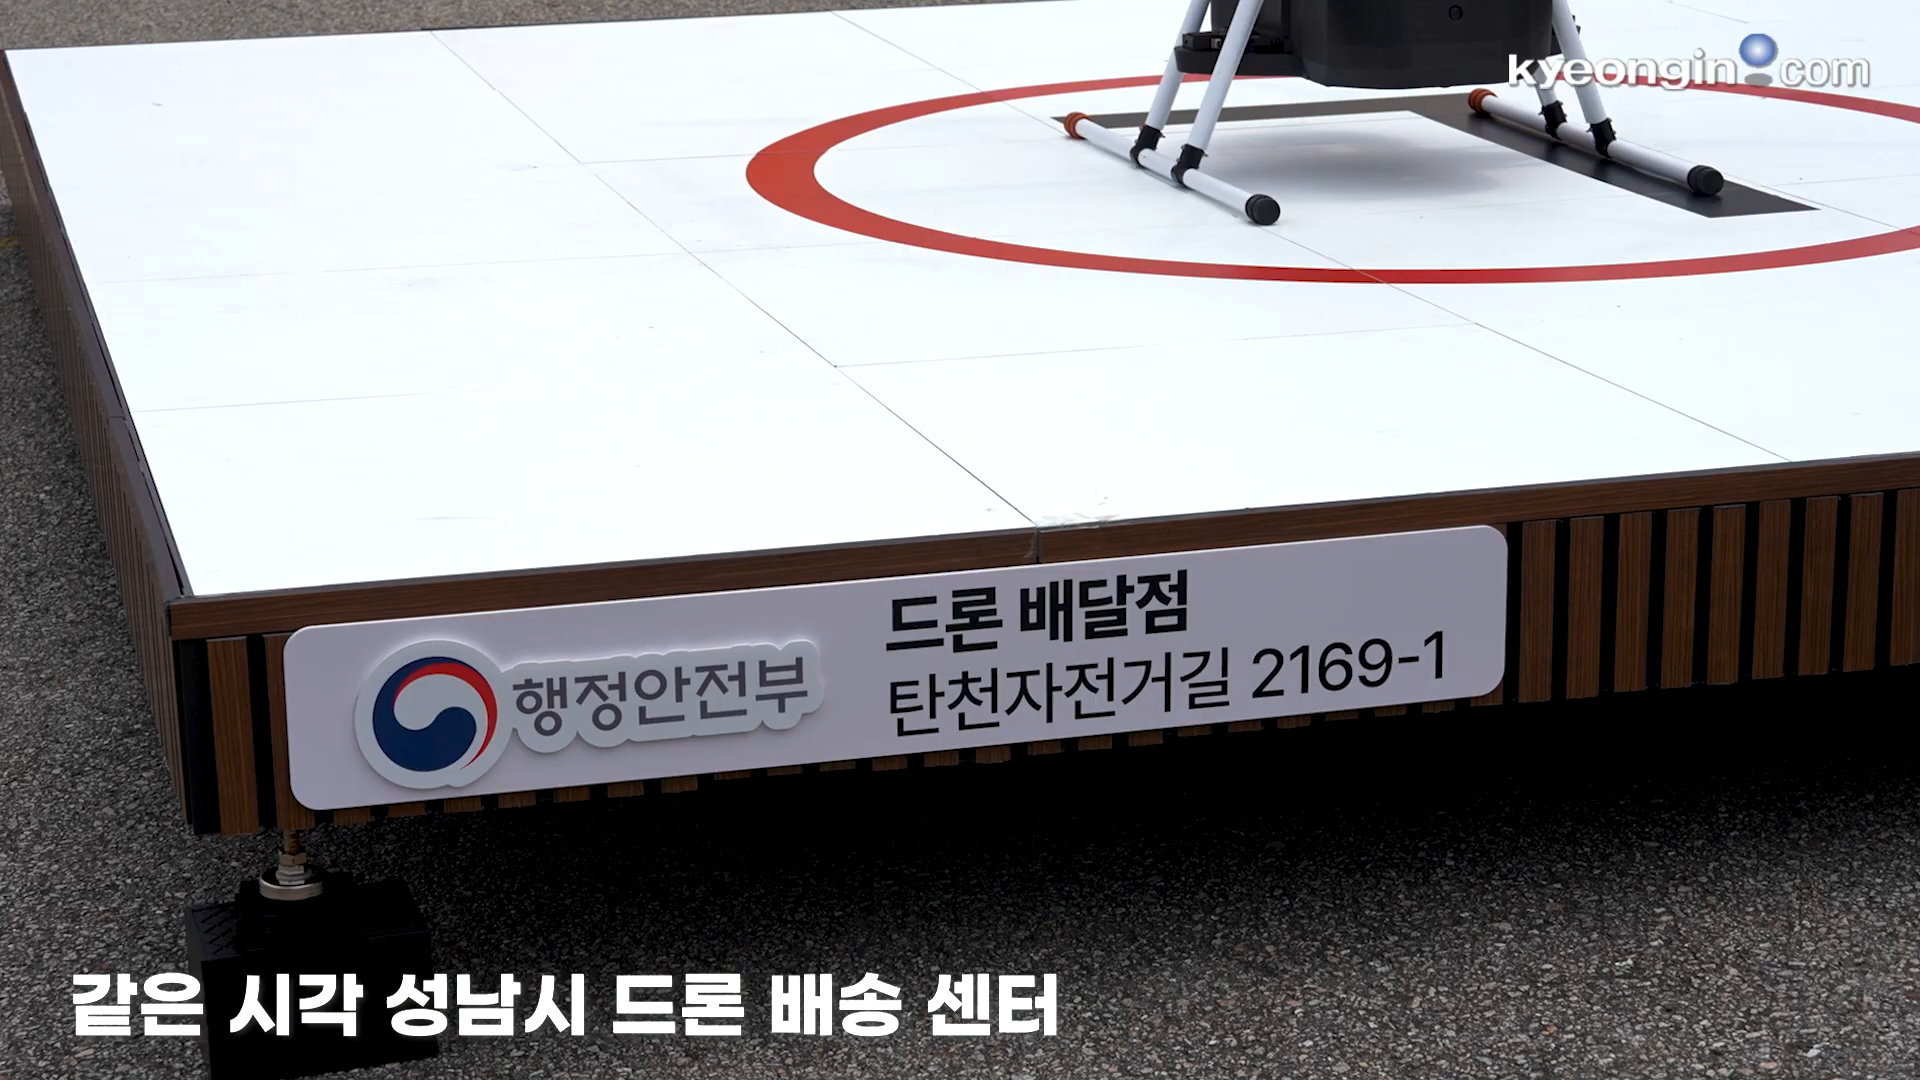 kyeongin.com
행정안전부
드론 배달점
탄천자전거길 2169-1
같은 시각 성남시 드론 배송 센터